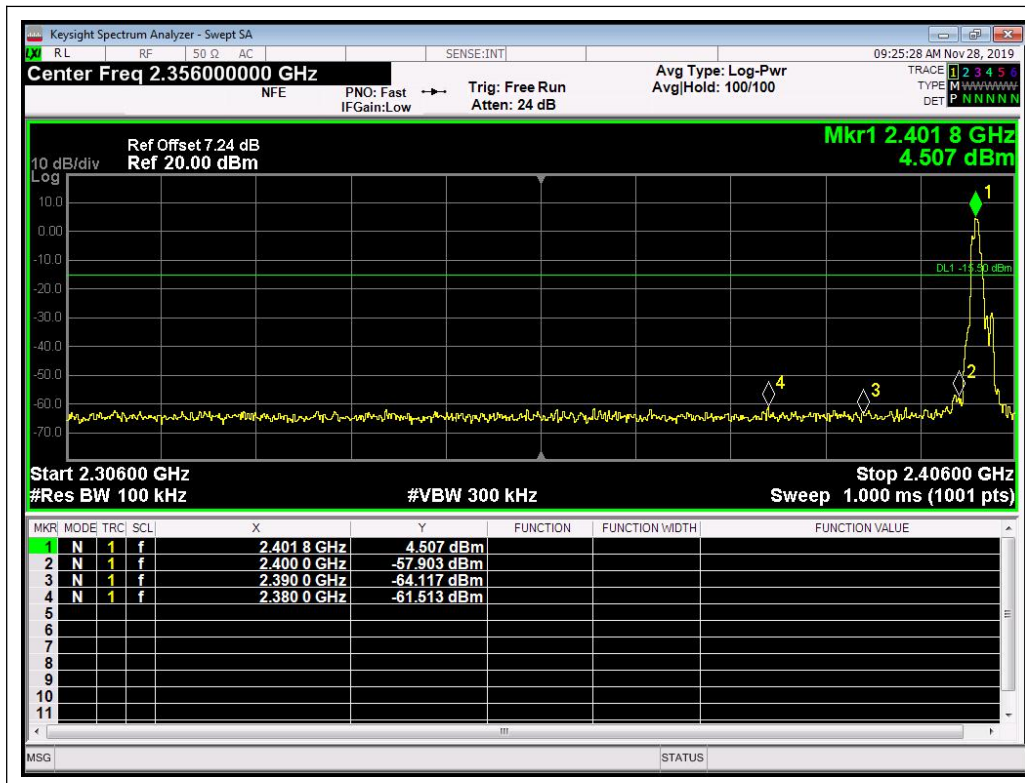 Keysight Spectrum Analyzer - Swept SA
LXI RL RF 50 Ω AC SENSE:INT 09:25:28 AM Nov 28, 2019
Center Freq 2.356000000 GHz
NFE
PNO: Fast
IFGain:Low
Trig: Free Run
Atten: 24 dB
Avg Type: Log-Pwr
Avg|Hold: 100/100
TRACE 1 2 3 4 5 6
TYPE M WWWWW
DET P N N N N N
Mkr1 2.401 8 GHz
4.507 dBm
Ref Offset 7.24 dB
10 dB/div Ref 20.00 dBm
Log
10.0
0.00
-10.0
-20.0
-30.0
-40.0
-50.0
-60.0
-70.0
1
DL1 -15.50 dBm
2
3
4
Start 2.30600 GHz Stop 2.40600 GHz
#Res BW 100 kHz #VBW 300 kHz Sweep 1.000 ms (1001 pts)
MKR MODE TRC SCL X Y FUNCTION FUNCTION WIDTH FUNCTION VALUE
1 N 1 f 2.401 8 GHz 4.507 dBm
2 N 1 f 2.400 0 GHz -57.903 dBm
3 N 1 f 2.390 0 GHz -64.117 dBm
4 N 1 f 2.380 0 GHz -61.513 dBm
5
6
7
8
9
10
11
MSG STATUS